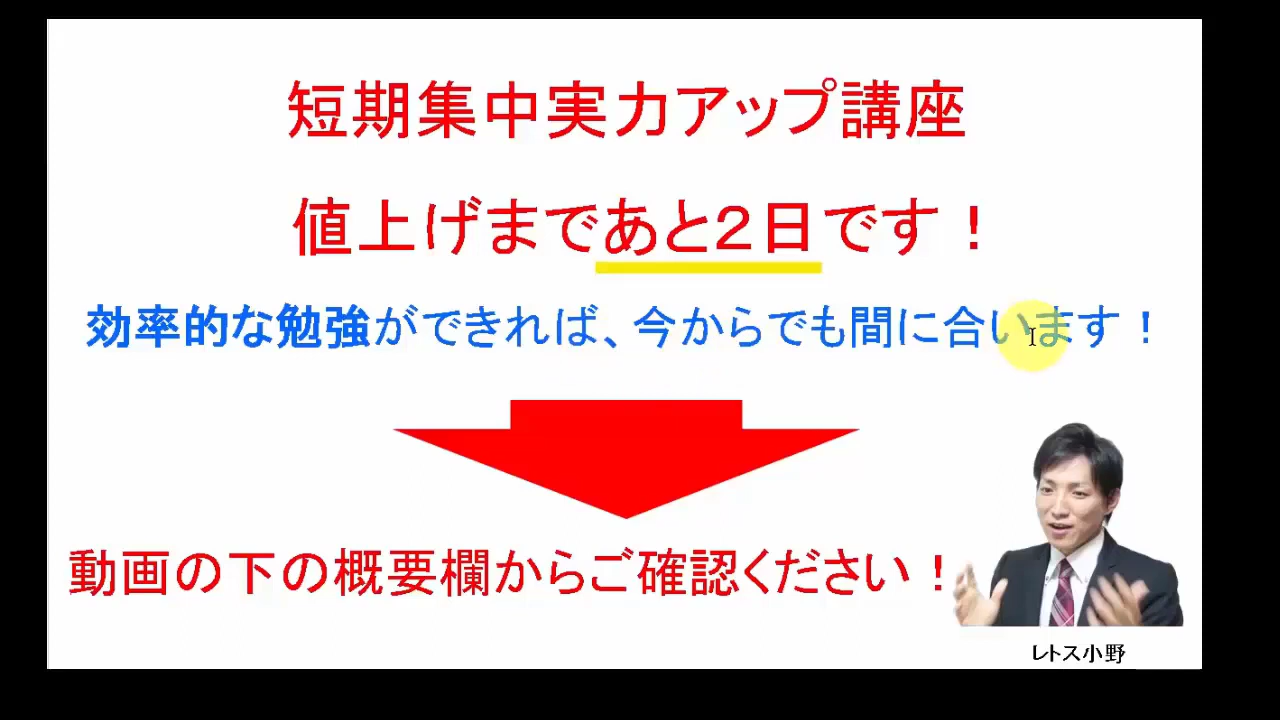 短期集中実力アップ講座
値上げまであと２日です！
効率的な勉強ができれば、今からでも間に合います！
動画の下の概要欄からご確認ください！
レトス小野